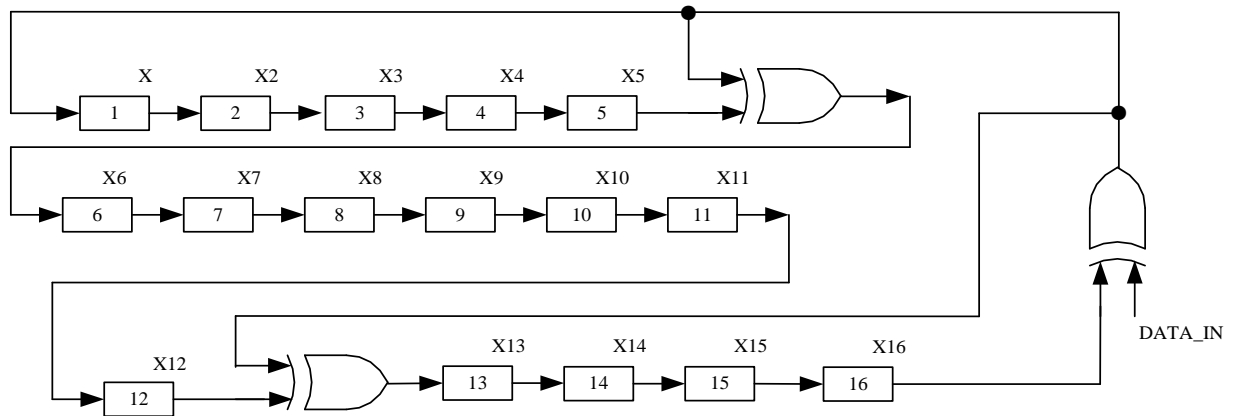 X X2 X3 X4 X5
1 2 3 4 5
X6 X7 X8 X9 X10 X11
6 7 8 9 10 11
DATA_IN
X12 X13 X14 X15 X16
12 13 14 15 16